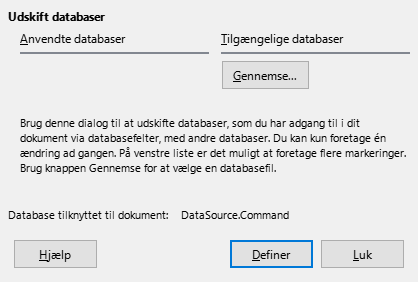 Udskift databaser
Anvendte databaser
Tilgængelige databaser
Gennemse...
Brug denne dialog til at udskifte databaser, som du har adgang til i dit
dokument via databasefelter, med andre databaser. Du kan kun foretage én
ændring ad gangen. På venstre liste er det muligt at foretage flere markeringer.
Brug knappen Gennemse for at vælge en databasefil.
Database tilknyttet til dokument: DataSource.Command
Hjælp
Definer
Luk